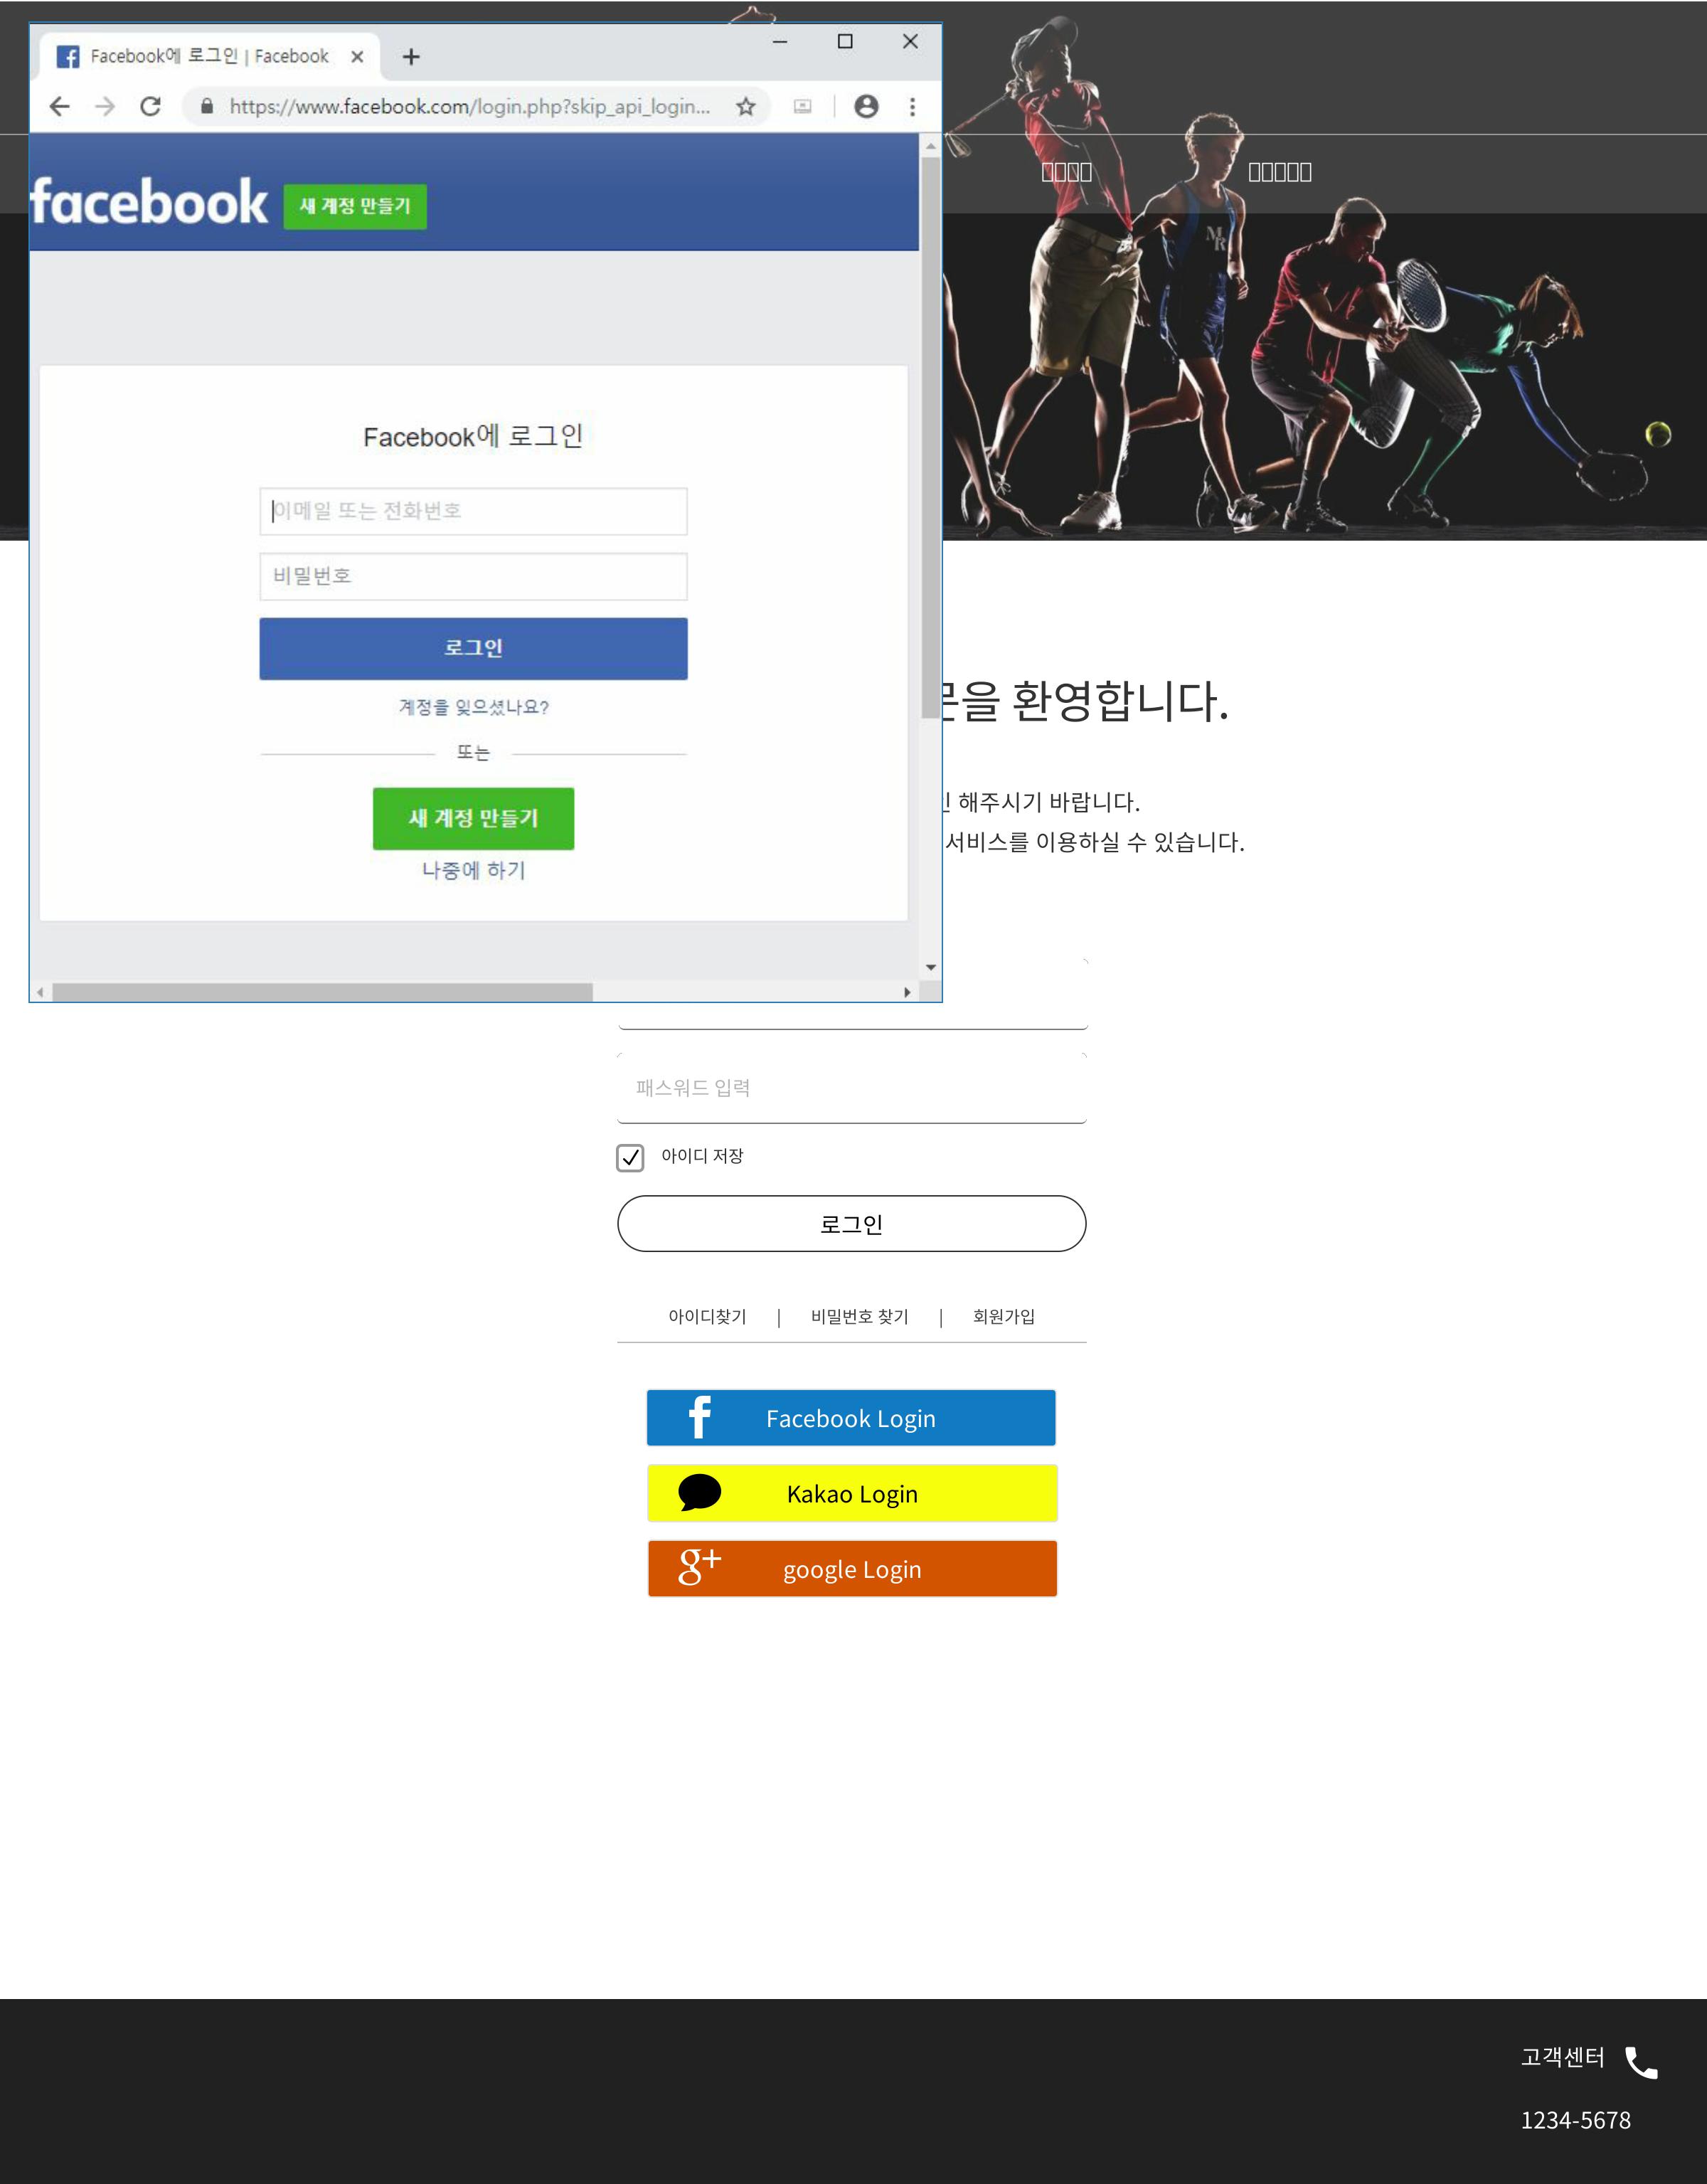 Facebook에 로그인 | Facebook
https://www.facebook.com/login.php?skip_api_login...
facebook 새 계정 만들기
Facebook에 로그인
이메일 또는 전화번호
비밀번호
로그인
계정을 잊으셨나요?
또는
새 계정 만들기
나중에 하기
MR
을 환영합니다.
해주시기 바랍니다.
서비스를 이용하실 수 있습니다.
패스워드 입력
아이디 저장
로그인
아이디찾기 | 비밀번호 찾기 | 회원가입
Facebook Login
Kakao Login
g+ google Login
고객센터
1234-5678